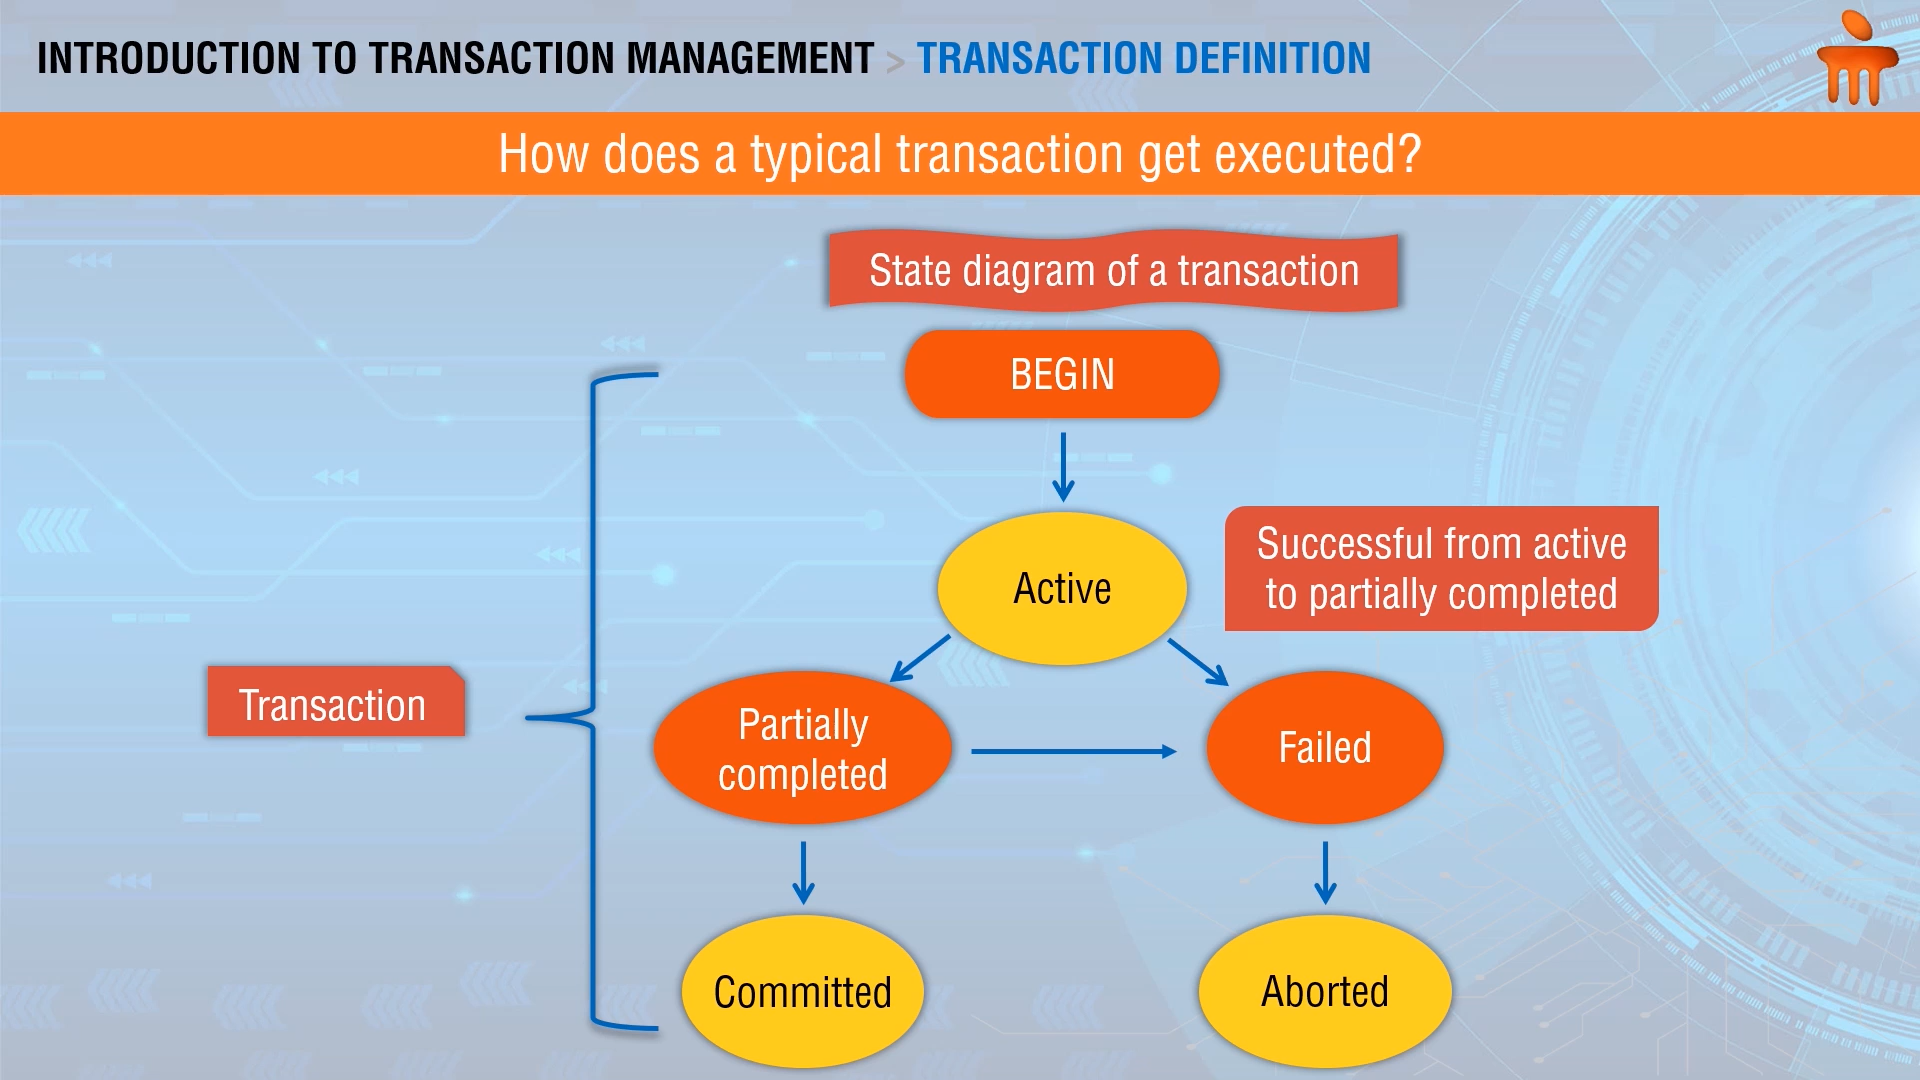 INTRODUCTION TO TRANSACTION MANAGEMENT > TRANSACTION DEFINITION
How does a typical transaction get executed?
State diagram of a transaction
BEGIN
Active
Successful from active
to partially completed
Transaction
Partially
completed
Failed
Committed
Aborted